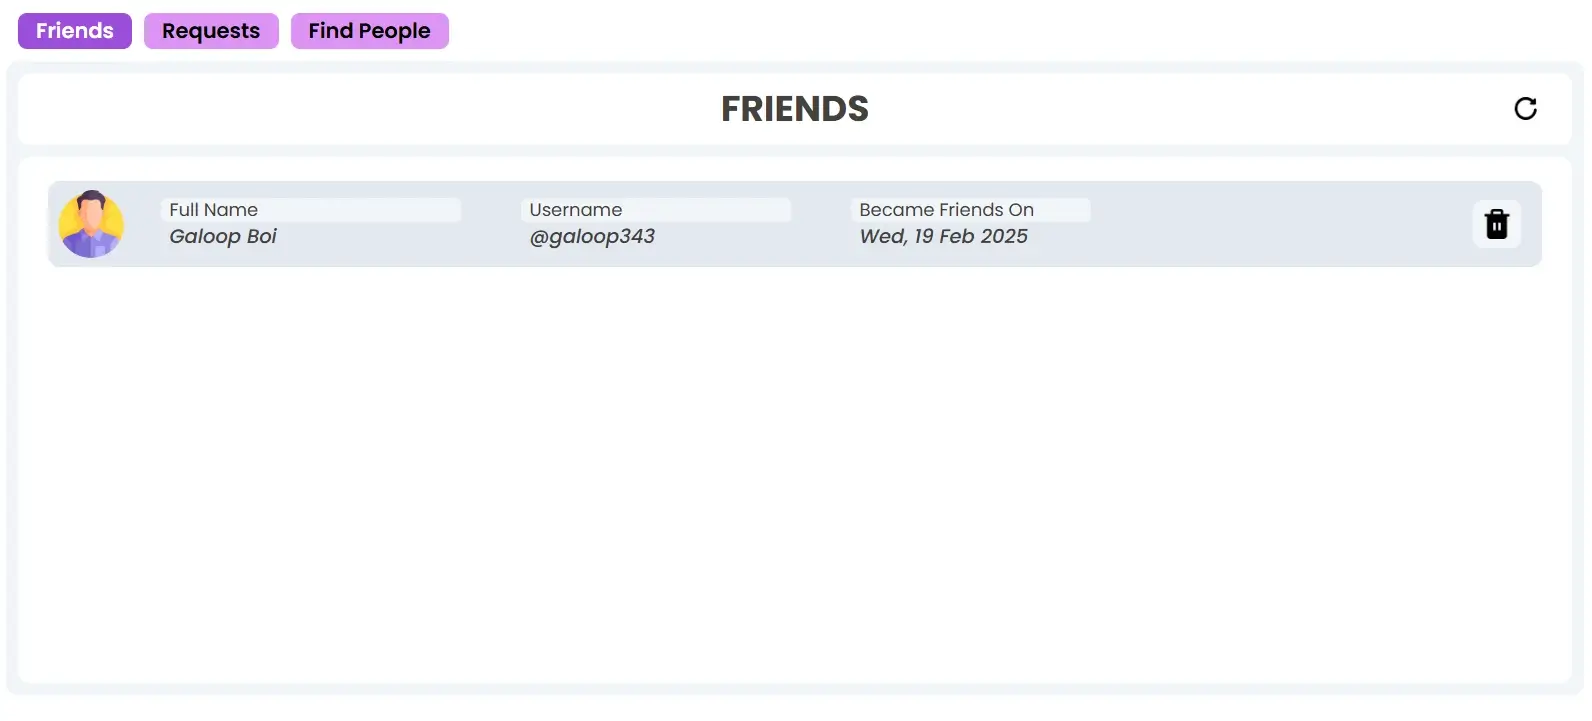 Friends Requests Find People
FRIENDS
Full Name Username Became Friends On
Galoop Boi @galoop343 Wed, 19 Feb 2025